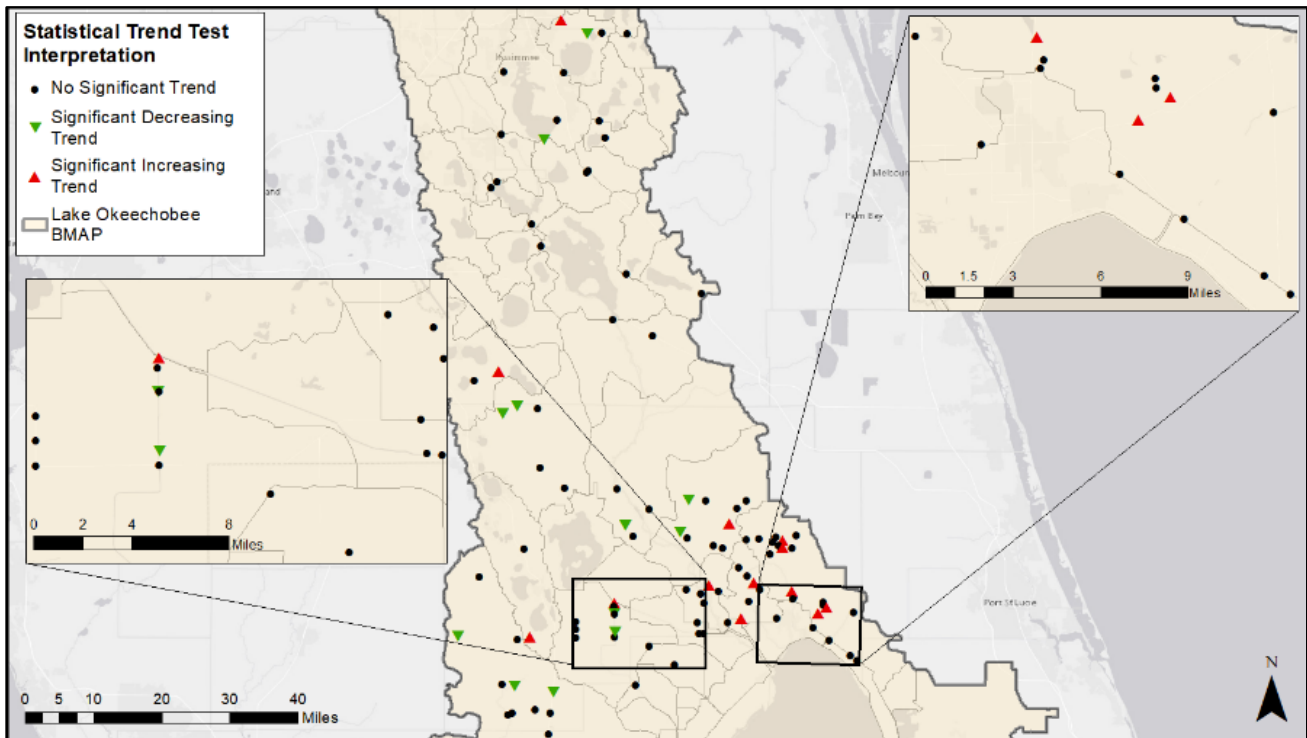 Statistical Trend Test
Interpretation
No Significant Trend
Significant Decreasing
Trend
Significant Increasing
Trend
Lake Okeechobee
BMAP
Kissimmee
land
Melbourn
Palm Bay
0 1.5 3 6 9
Miles
0 2 4 8
Miles
Port St Lucie
0 5 10 20 30 40
Miles
N